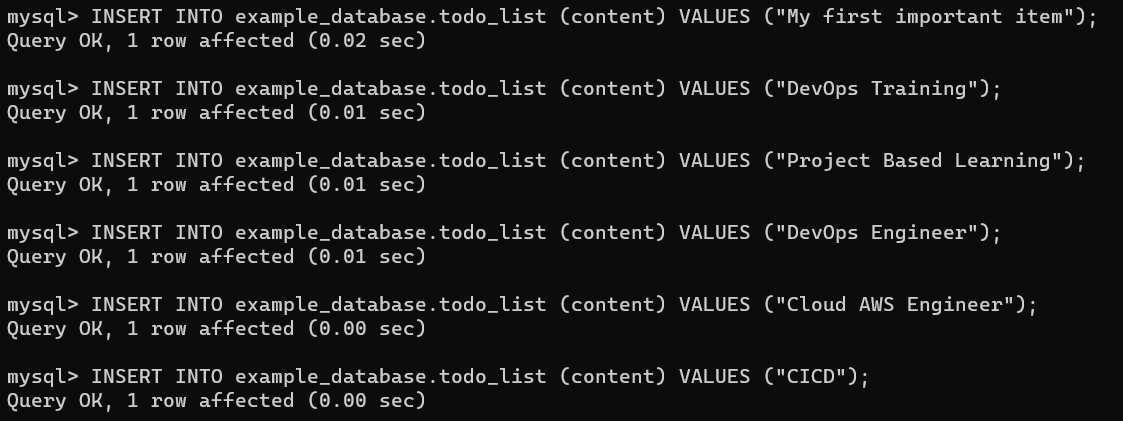 mysql> INSERT INTO example_database.todo_list (content) VALUES ("My first important item");
Query OK, 1 row affected (0.02 sec)
mysql> INSERT INTO example_database.todo_list (content) VALUES ("DevOps Training");
Query OK, 1 row affected (0.01 sec)
mysql> INSERT INTO example_database.todo_list (content) VALUES ("Project Based Learning");
Query OK, 1 row affected (0.01 sec)
mysql> INSERT INTO example_database.todo_list (content) VALUES ("DevOps Engineer");
Query OK, 1 row affected (0.01 sec)
mysql> INSERT INTO example_database.todo_list (content) VALUES ("Cloud AWS Engineer");
Query OK, 1 row affected (0.00 sec)
mysql> INSERT INTO example_database.todo_list (content) VALUES ("CICD");
Query OK, 1 row affected (0.00 sec)